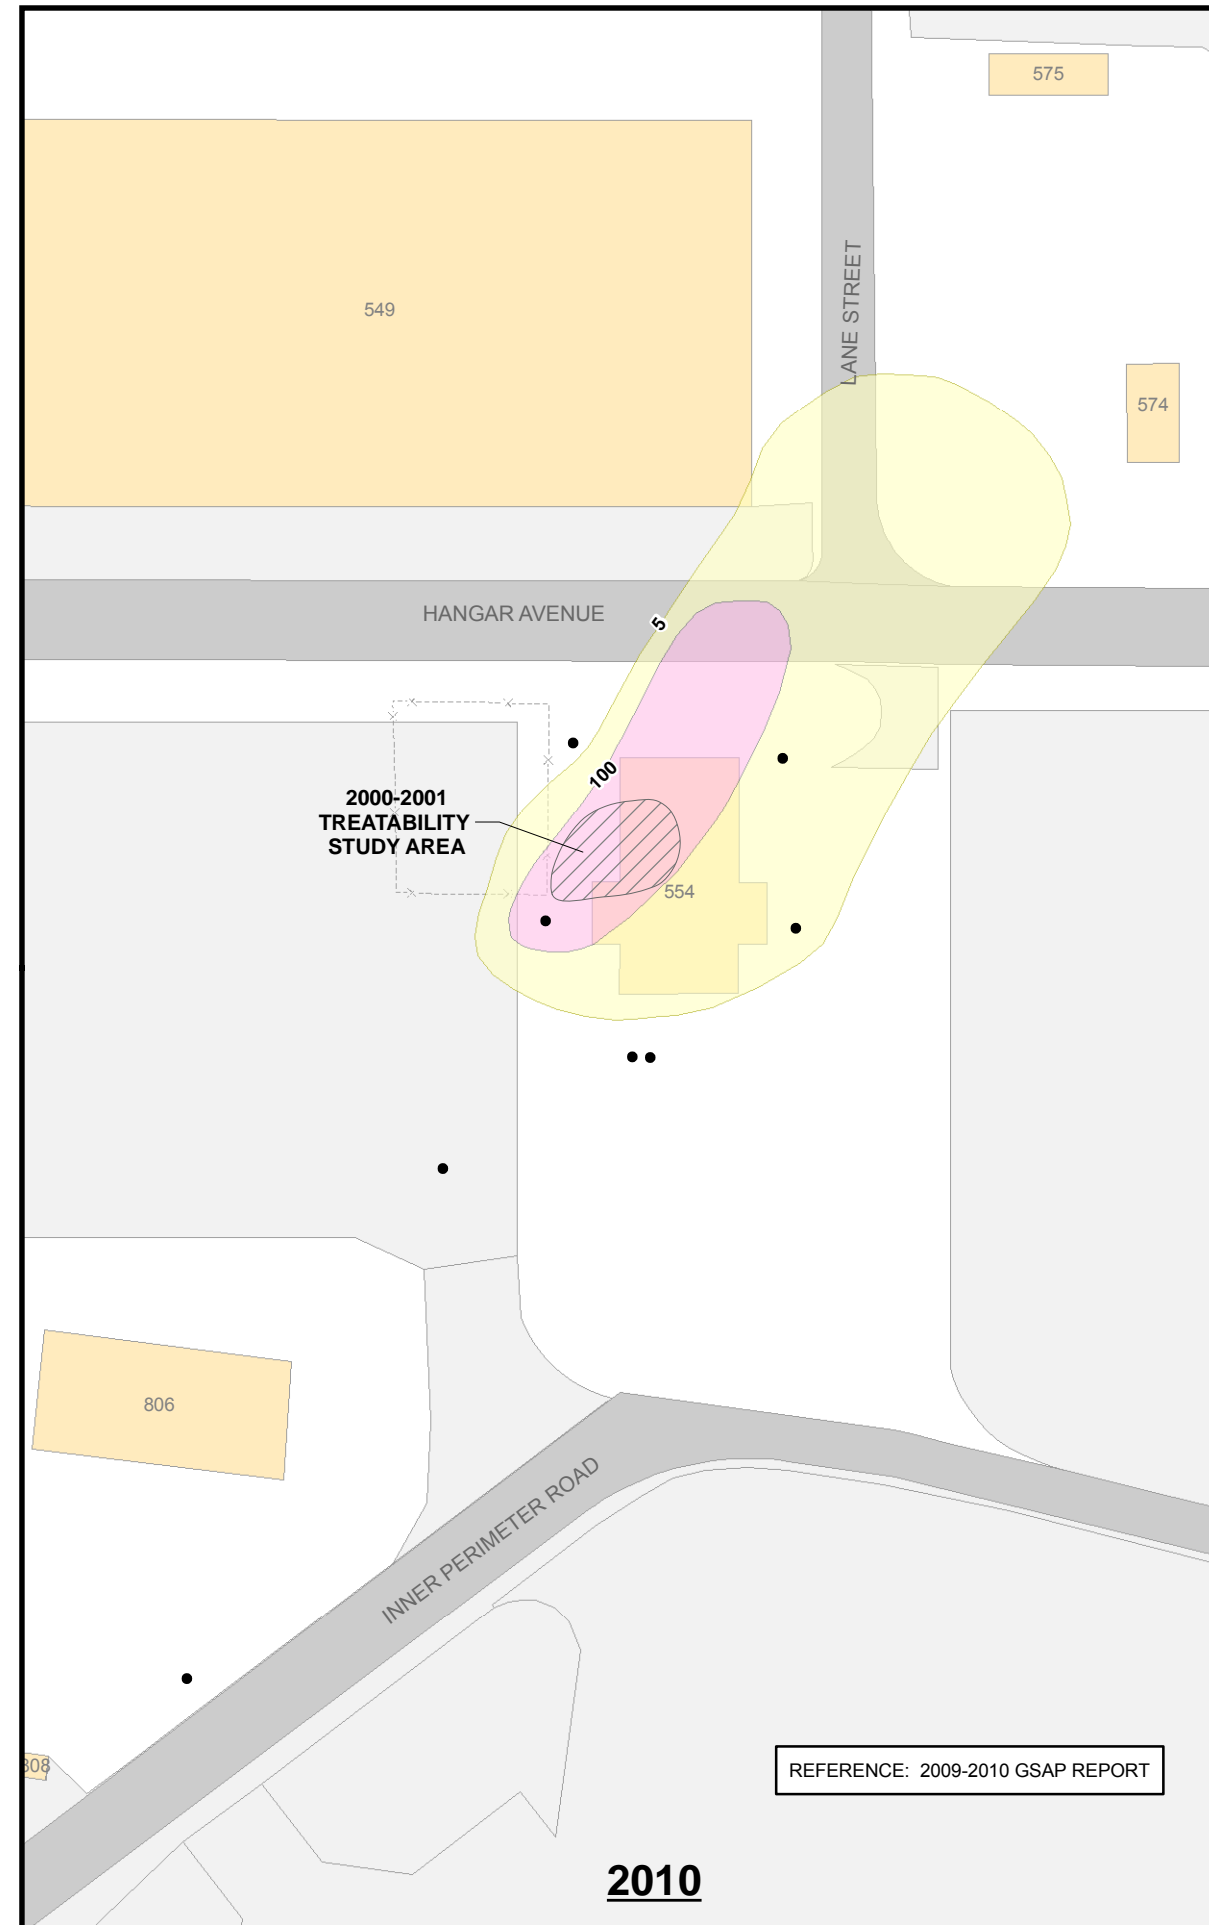 575
549
LANE STREET
574
HANGAR AVENUE
5
100
2000-2001
TREATABILITY
STUDY AREA
554
806
INNER PERIMETER ROAD
808
REFERENCE: 2009-2010 GSAP REPORT
2010